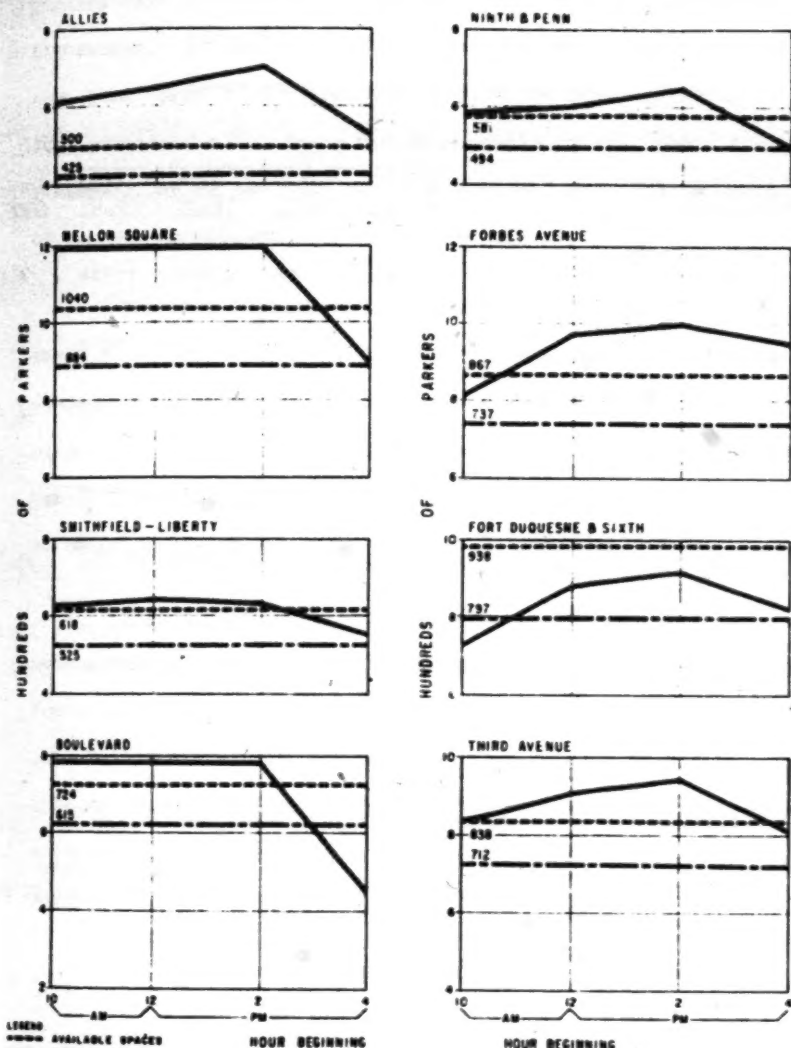 ALLIES
8
6
500
425
4
MELLON SQUARE
12
1040
10
884
8
6
SMITHFIELD - LIBERTY
8
6
618
525
4
BOULEVARD
8
724
615
6
4
2
10
12
2
4
AM
PM
HOUR BEGINNING
HUNDREDS OF PARKERS
LEGEND:
AVAILABLE SPACES
NINTH & PENN
8
6
581
494
4
FORBES AVENUE
12
10
867
8
737
6
FORT DUQUESNE & SIXTH
10
938
797
8
THIRD AVENUE
10
8
838
712
6
4
10
12
2
4
AM
PM
HOUR BEGINNING
HUNDREDS OF PARKERS